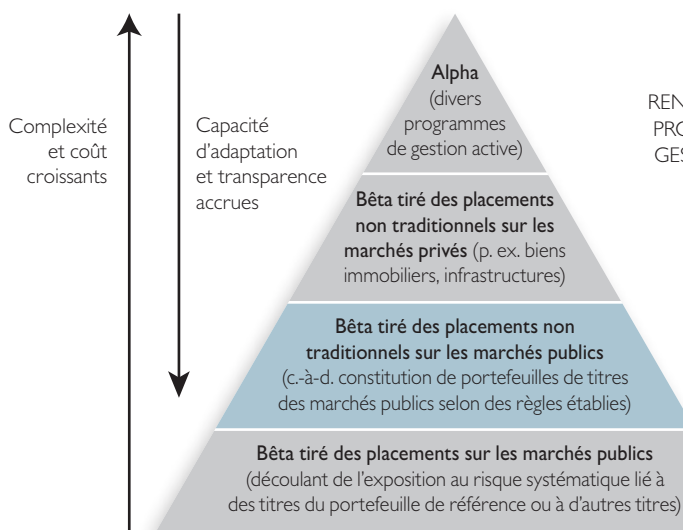 Complexité
et coût
croissants
Capacité
d'adaptation
et transparence
accrues
Alpha
(divers
programmes
de gestion active)
Bêta tiré des placements
non traditionnels sur les
marchés privés (p. ex. biens
immobiliers, infrastructures)
Bêta tiré des placements non
traditionnels sur les marchés publics
(c.-à-d. constitution de portefeuilles de titres
des marchés publics selon des règles établies)
Bêta tiré des placements sur les marchés publics
(découlant de l'exposition au risque systématique lié à
des titres du portefeuille de référence ou à d'autres titres)